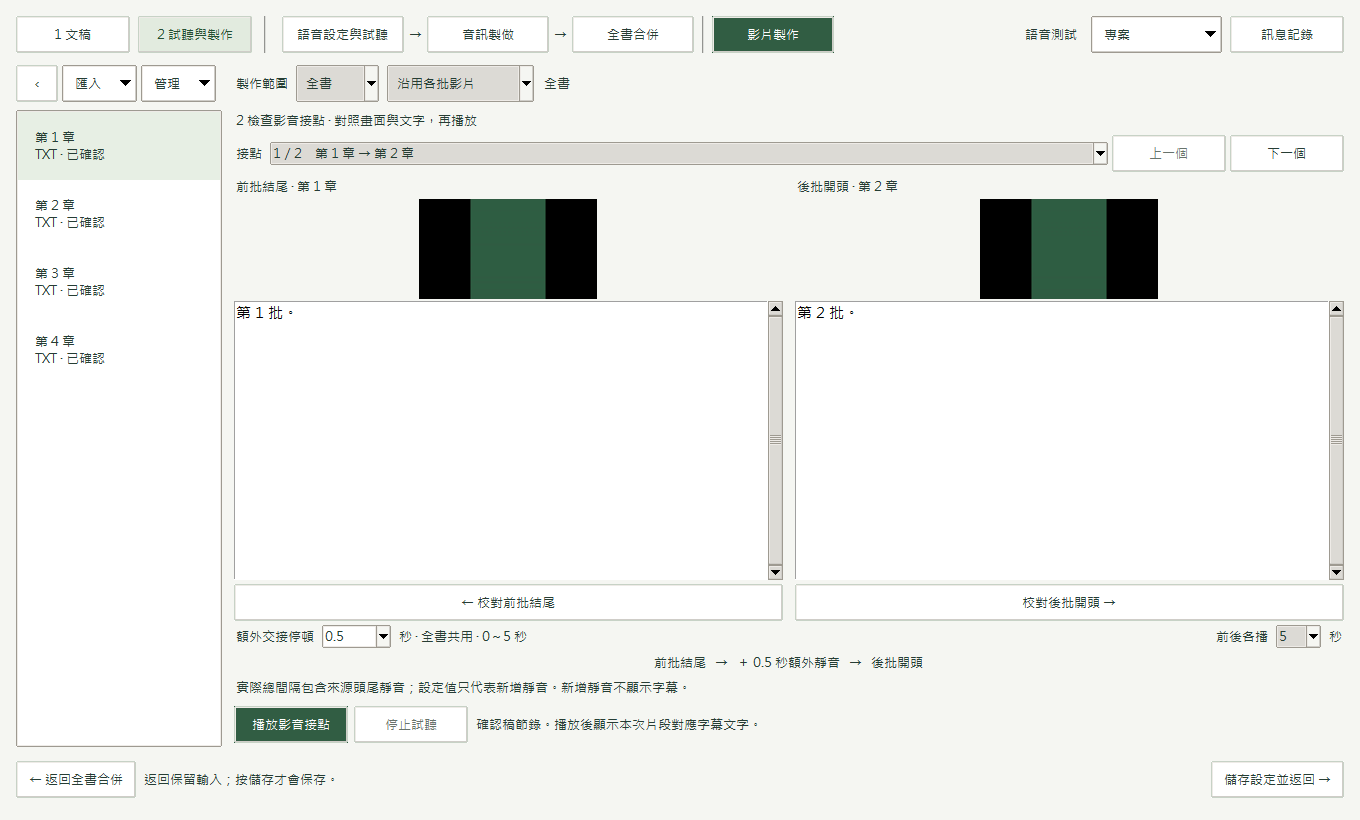 1 文稿
2 試聽與製作
語音設定與試聽 → 音訊製做 → 全書合併
影片製作
語音測試
專案
訊息記錄
‹
匯入
管理
製作範圍
全書
沿用各批影片
全書
第 1 章
TXT · 已確認
第 2 章
TXT · 已確認
第 3 章
TXT · 已確認
第 4 章
TXT · 已確認
2 檢查影音接點 · 對照畫面與文字，再播放
接點
1 / 2 第 1 章 → 第 2 章
上一個
下一個
前批結尾 · 第 1 章
後批開頭 · 第 2 章
第 1 批。
第 2 批。
← 校對前批結尾
校對後批開頭 →
額外交接停頓
0.5
秒 · 全書共用 · 0 ~ 5 秒
前後各播
5
秒
前批結尾 → + 0.5 秒額外靜音 → 後批開頭
實際總間隔包含來源頭尾靜音；設定值只代表新增靜音。新增靜音不顯示字幕。
播放影音接點
停止試聽
確認稿節錄。播放後顯示本次片段對應字幕文字。
← 返回全書合併
返回保留輸入；按儲存才會保存。
儲存設定並返回 →